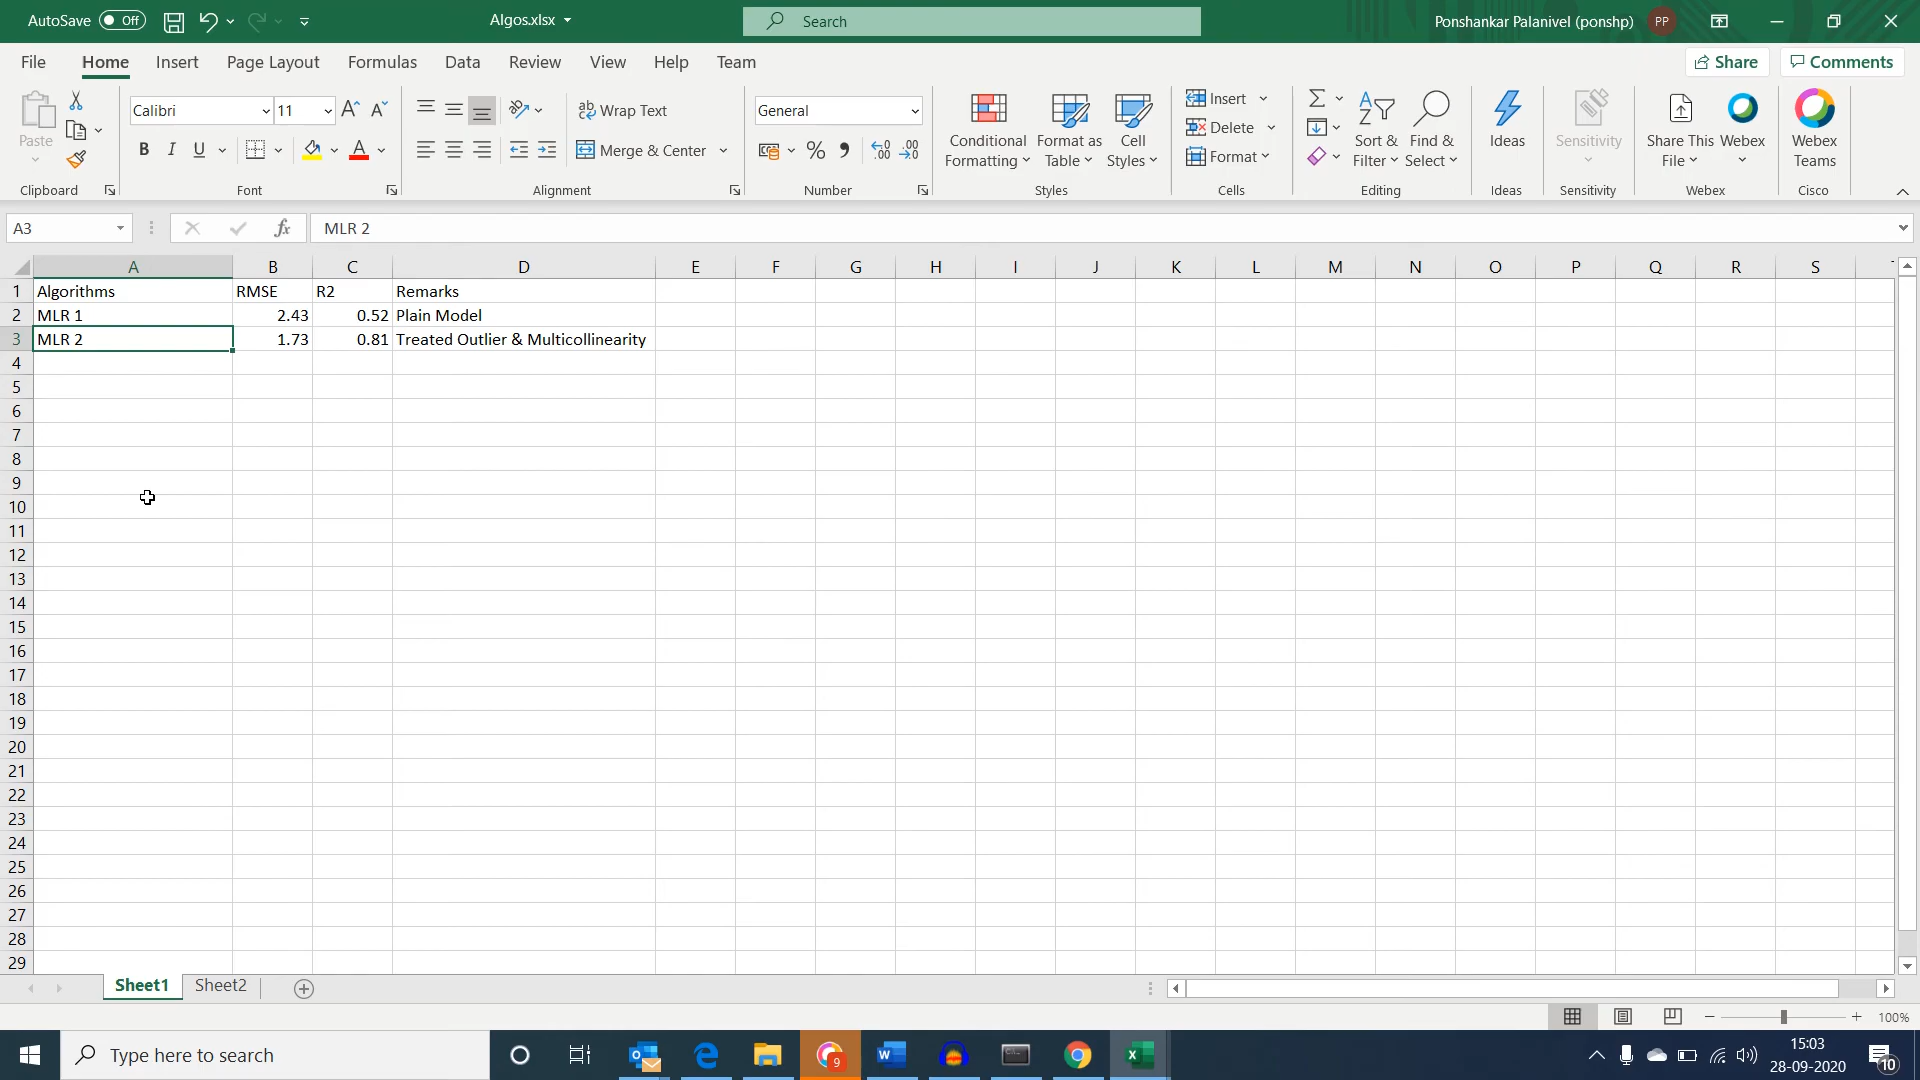 AutoSave Off Algos.xlsx Search Ponshankar Palanivel (ponshp) PP
File Home Insert Page Layout Formulas Data Review View Help Team Share Comments
Paste Calibri 11 Wrap Text General Conditional Formatting Format as Table Cell Styles Insert Sort & Filter Find & Select Ideas Sensitivity Share This File Webex Webex Teams
Delete
B I U Merge & Center % Format
Clipboard Font Alignment Number Styles Cells Editing Ideas Sensitivity Webex Cisco
A3 fx MLR 2
A B C D E F G H I J K L M N O P Q R S
1 Algorithms RMSE R2 Remarks
2 MLR 1 2.43 0.52 Plain Model
3 MLR 2 1.73 0.81 Treated Outlier & Multicollinearity
4
5
6
7
8
9
10
11
12
13
14
15
16
17
18
19
20
21
22
23
24
25
26
27
28
29
Sheet1 Sheet2
100%
Type here to search 9 15:03
28-09-2020 10